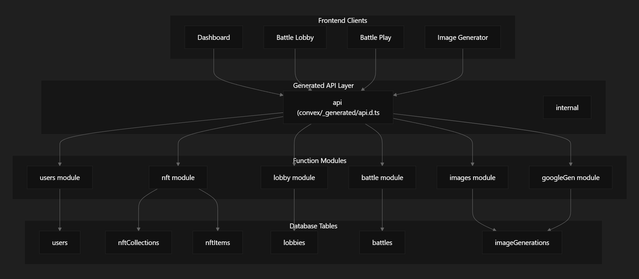 Frontend Clients
Dashboard
Battle Lobby
Battle Play
Image Generator
Generated API Layer
api
(convex/_generated/api.d.ts
internal
Function Modules
users module
nft module
lobby module
battle module
images module
googleGen module
Database Tables
users
nftCollections
nftItems
lobbies
battles
imageGenerations